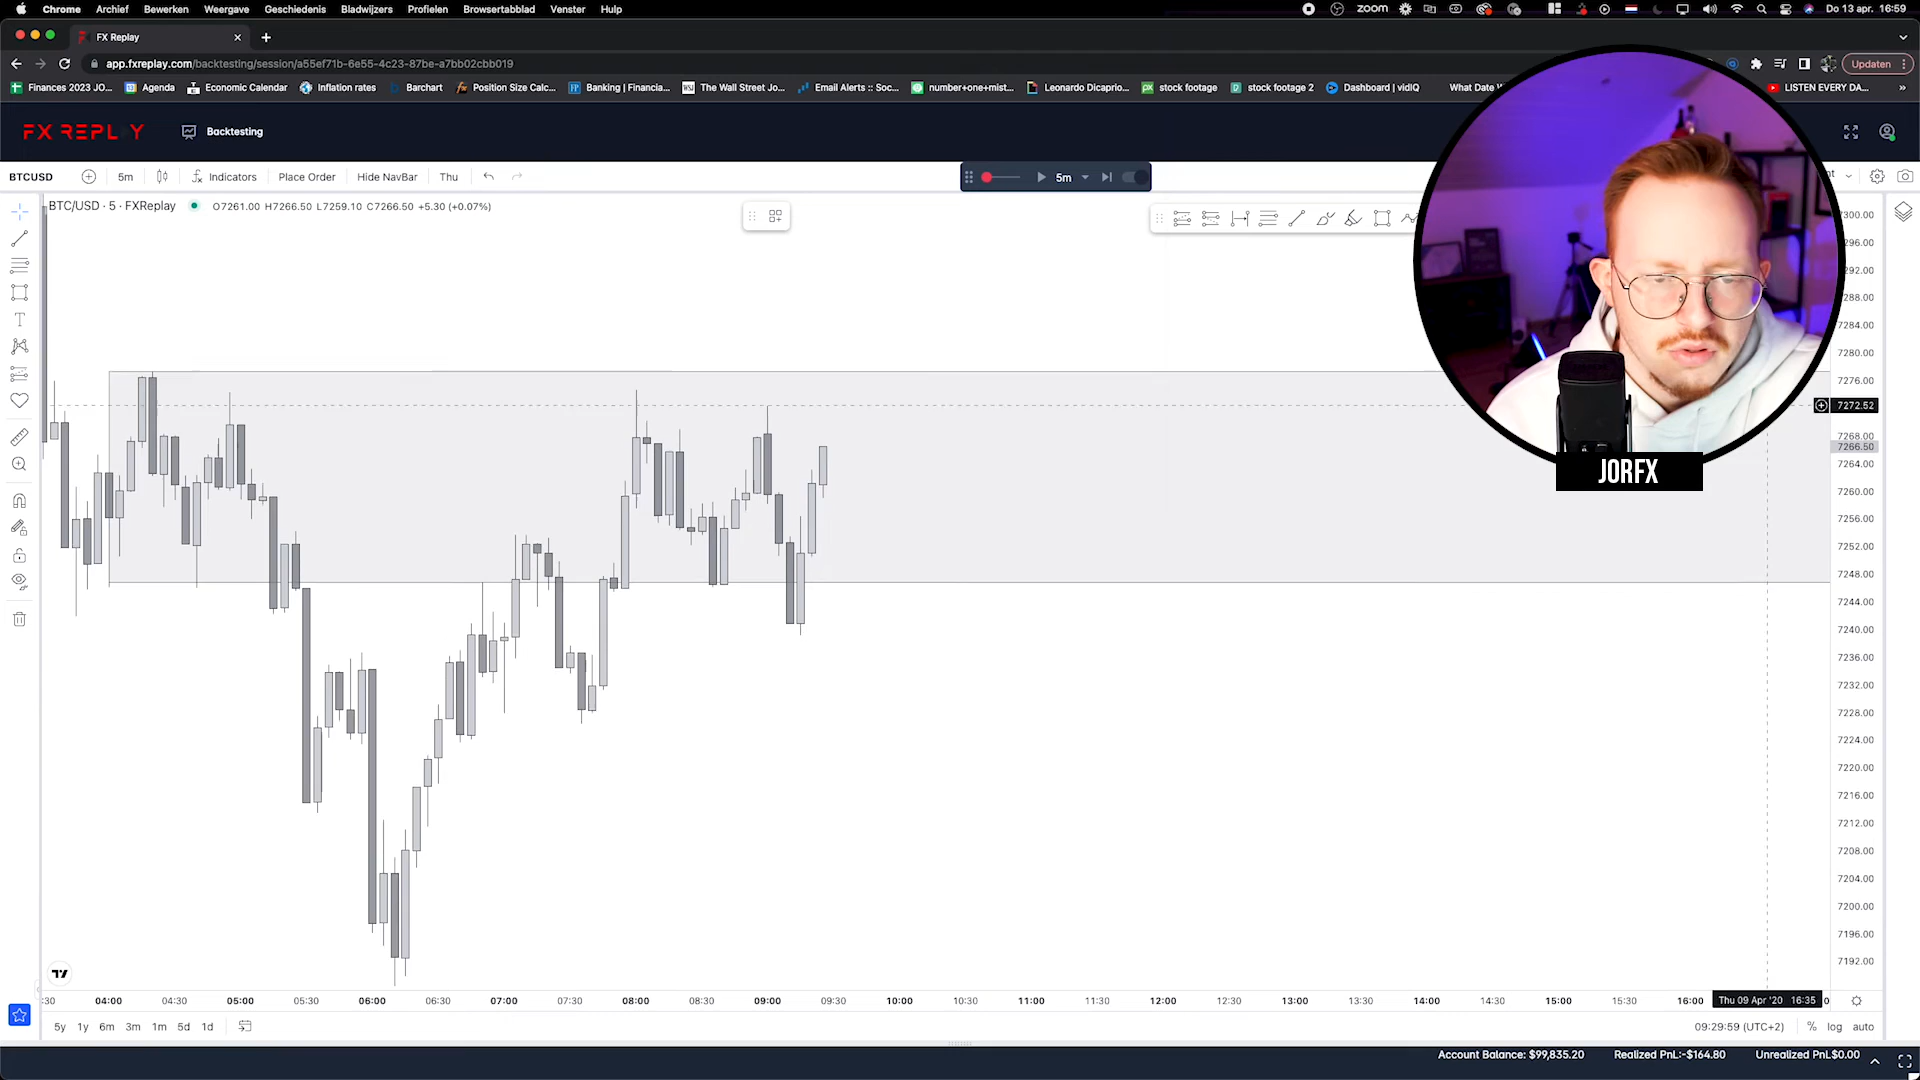 Chrome Archief Bewerken Weergave Geschiedenis Bladwijzers Profielen Browsertabblad Venster Hulp zoom Do 13 apr. 16:59
FX Replay
app.fxreplay.com/backtesting/session/a55ef71b-6e55-4c23-87be-a7bb02cbb019 Updaten
Finances 2023 JO... Agenda Economic Calendar Inflation rates Barchart Position Size Calc... Banking | Financia... The Wall Street Jo... Email Alerts :: Soc... number+one+mist... Leonardo Dicaprio... stock footage stock footage 2 Dashboard | vidIQ What Date LISTEN EVERY DA...
FX REPLAY Backtesting
BTCUSD 5m Indicators Place Order Hide NavBar Thu 5m
BTC/USD · 5 · FXReplay O7261.00 H7266.50 L7259.10 C7266.50 +5.30 (+0.07%)
7300.00
7296.00
7292.00
7288.00
7284.00
7280.00
7276.00
7272.52
7268.00
7266.50
7264.00
7260.00
7256.00
7252.00
7248.00
7244.00
7240.00
7236.00
7232.00
7228.00
7224.00
7220.00
7216.00
7212.00
7208.00
7204.00
7200.00
7196.00
7192.00
JORFX
:30 04:00 04:30 05:00 05:30 06:00 06:30 07:00 07:30 08:00 08:30 09:00 09:30 10:00 10:30 11:00 11:30 12:00 12:30 13:00 13:30 14:00 14:30 15:00 15:30 16:00 Thu 09 Apr '20 16:35 0
5y 1y 6m 3m 1m 5d 1d 09:29:59 (UTC+2) % log auto
Account Balance: $99,835.20 Realized PnL:-$164.80 Unrealized PnL$0.00